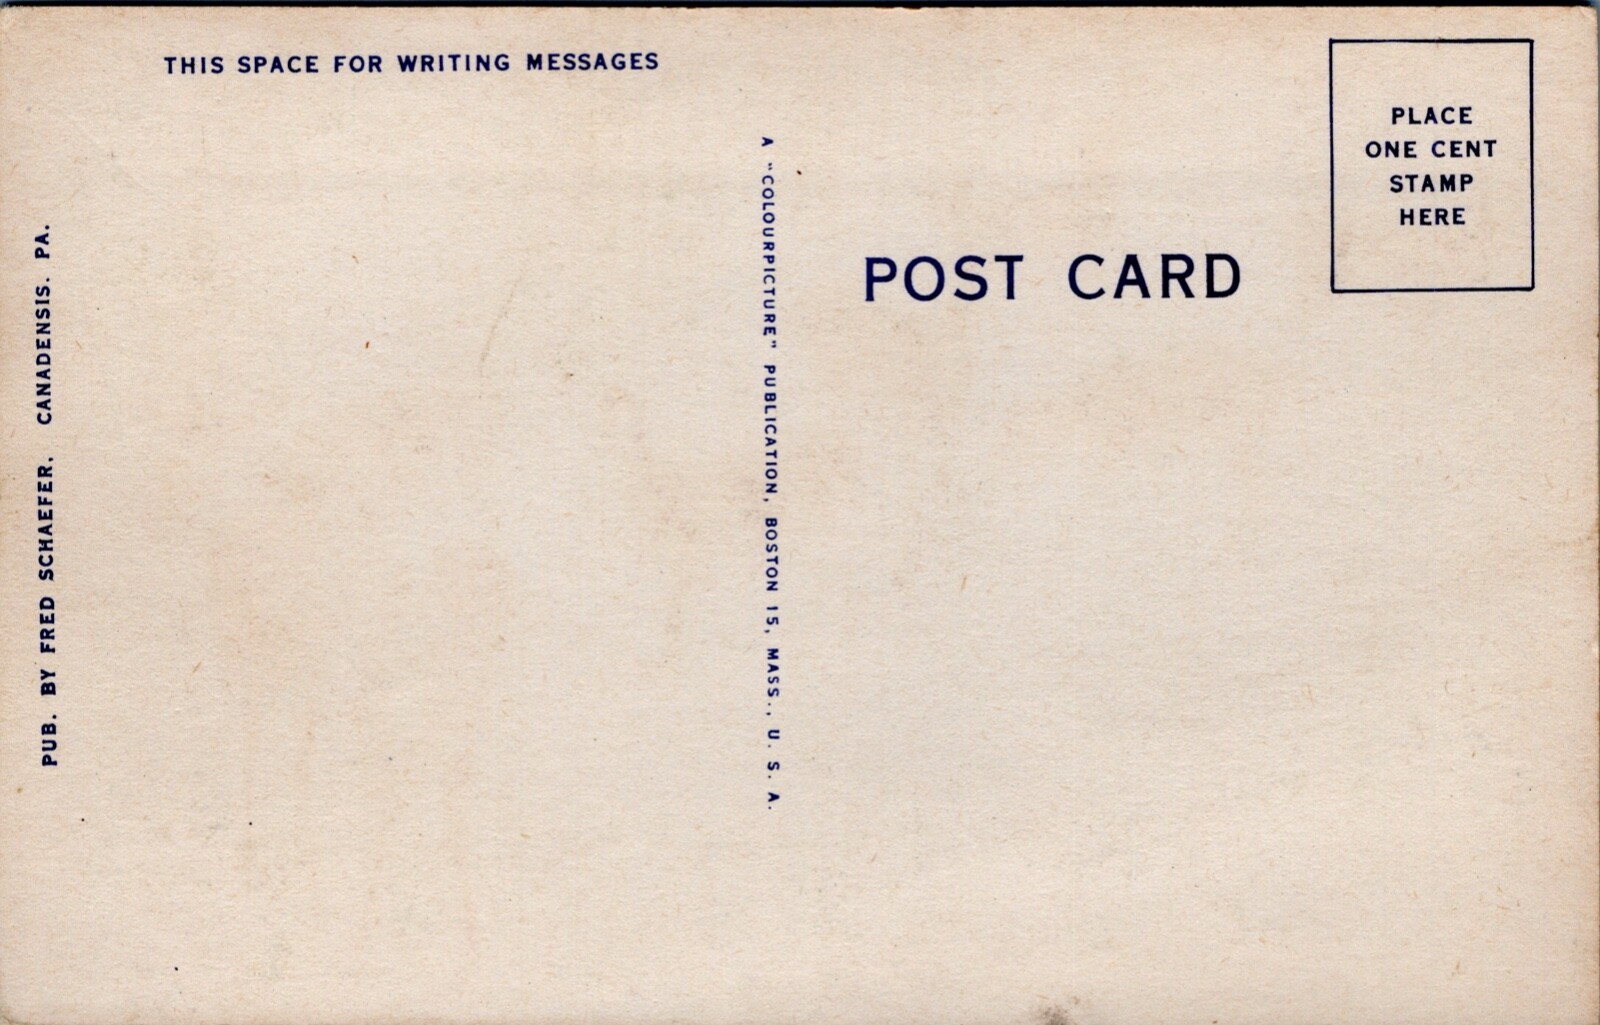 THIS SPACE FOR WRITING MESSAGES
PLACE
ONE CENT
STAMP
HERE
POST CARD
A "COLOURPICTURE" PUBLICATION, BOSTON 15, MASS., U. S. A.
PUB. BY FRED SCHAEFER. CANADENSIS. PA.